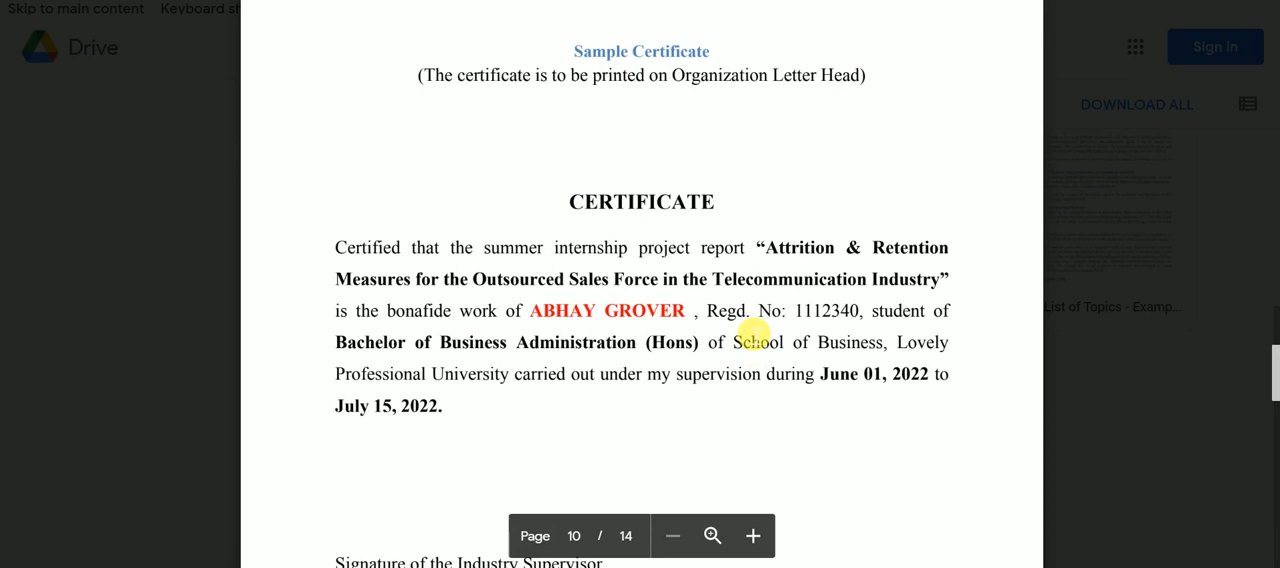 Skip to main content Keyboard sh
Drive
Sign in
DOWNLOAD ALL
Sample Certificate
(The certificate is to be printed on Organization Letter Head)
CERTIFICATE
Certified that the summer internship project report “Attrition & Retention
Measures for the Outsourced Sales Force in the Telecommunication Industry”
is the bonafide work of ABHAY GROVER , Regd. No: 1112340, student of
Bachelor of Business Administration (Hons) of School of Business, Lovely
Professional University carried out under my supervision during June 01, 2022 to
July 15, 2022.
List of Topics - Examp...
Page 10 / 14
Signature of the Industry Supervisor